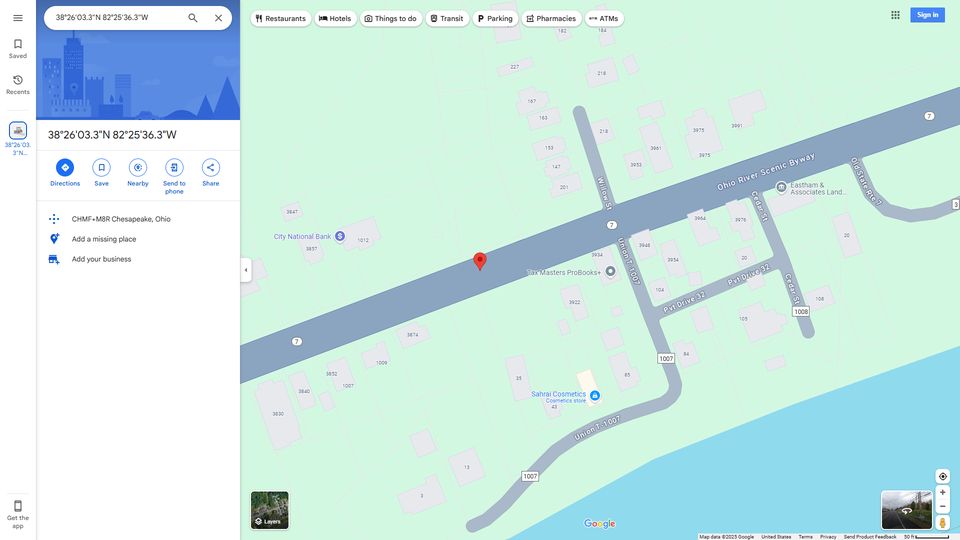 38°26'03.3"N 82°25'36.3"W
Restaurants
Hotels
Things to do
Transit
Parking
Pharmacies
ATMs
Sign in
Saved
Recents
38°26'03.
3"N...
38°26'03.3"N 82°25'36.3"W
Directions
Save
Nearby
Send to
phone
Share
CHMF+M8R Chesapeake, Ohio
Add a missing place
Add your business
Get the
app
182
184
227
218
167
163
218
3975
3991
153
3961
3975
147
3953
201
7
Ohio River Scenic Byway
Old State Rte 7
Willow St
Eastham &
Associates Land...
Cedar St
3
3847
City National Bank
1012
3857
7
3964
3976
20
Union T-1007
3948
3934
3954
20
Tax Masters ProBooks+
Pvt Drive 32
Pvt Drive 32
104
Cedar St
108
3922
105
1008
7
3874
1009
1007
84
3852
1007
35
85
3840
Sahrai Cosmetics
Cosmetics store
43
3830
Union T-1007
13
1007
3
Layers
Google
Map data ©2025 Google
United States
Terms
Privacy
Send Product Feedback
50 ft